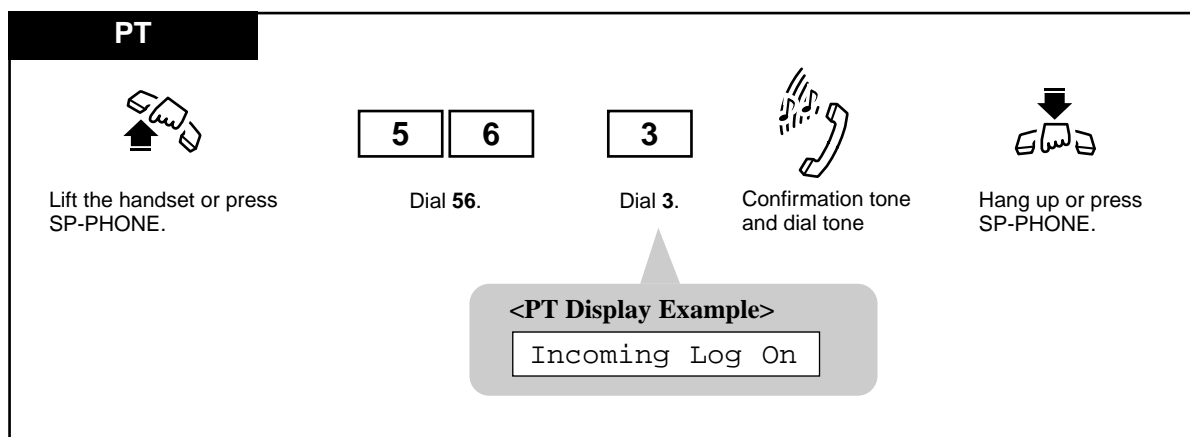 PT
5 6 3
Lift the handset or press
SP-PHONE.
Dial 56.
Dial 3.
Confirmation tone
and dial tone
Hang up or press
SP-PHONE.
<PT Display Example>
Incoming Log On